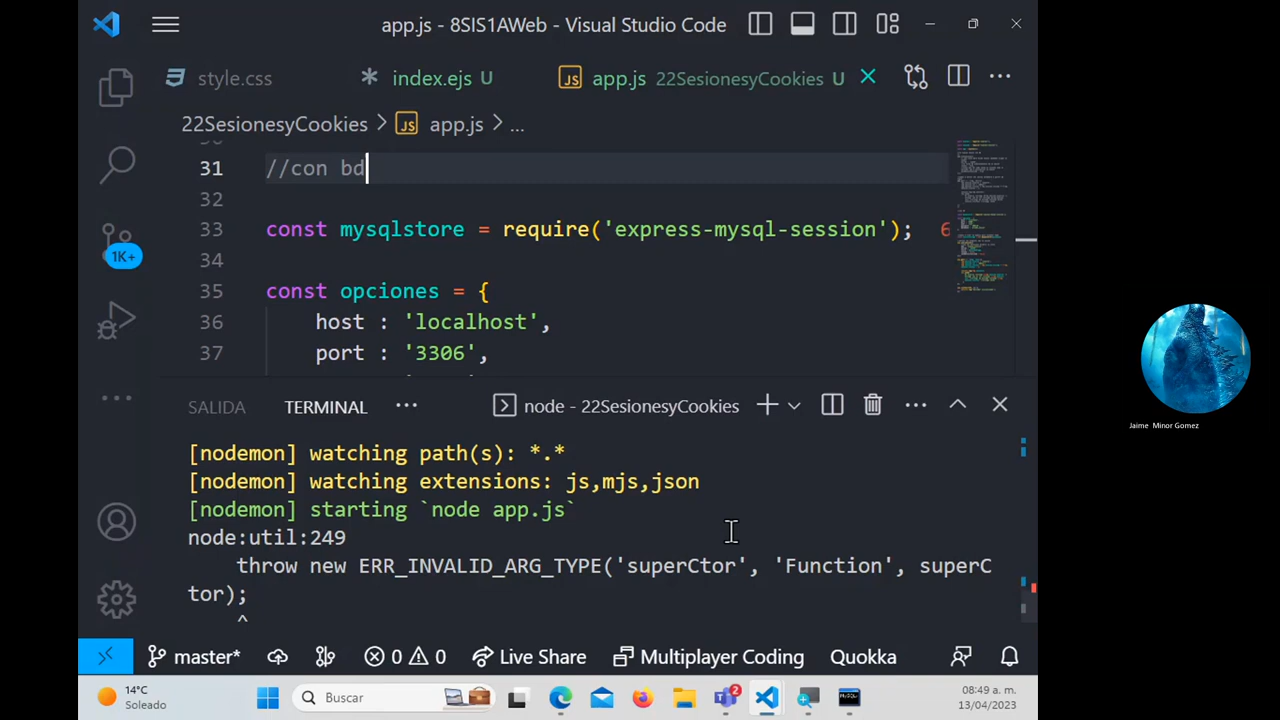 app.js - 8SIS1AWeb - Visual Studio Code
style.css
index.ejs U
JS app.js 22SesionesyCookies U
22SesionesyCookies > JS app.js > ...
31 //con bd
32
33 const mysqlstore = require('express-mysql-session'); 6
34
35 const opciones = {
36 host : 'localhost',
37 port : '3306',
1K+
SALIDA TERMINAL node - 22SesionesyCookies
[nodemon] watching path(s): *.*
[nodemon] watching extensions: js,mjs,json
[nodemon] starting `node app.js`
node:util:249
throw new ERR_INVALID_ARG_TYPE('superCtor', 'Function', superC
tor);
^
master* 0 0 Live Share Multiplayer Coding Quokka
14°C
Soleado
Buscar
2
08:49 a. m.
13/04/2023
Jaime Minor Gomez